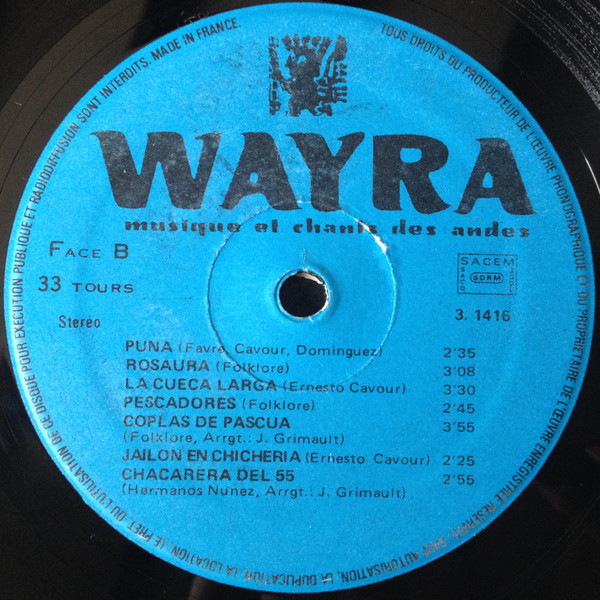 TOUS DROITS DU PRODUCTEUR DE L'ŒUVRE PHONOGRAPHIQUE ET DU PROPRIETAIRE DE L'ŒUVRE ENREGISTREE RESERVES. SAUF AUTORISATION, LA DUPLICATION, LA LOCATION, LE PRET, OU L'UTILISATION DE CE DISQUE POUR EXECUTION PUBLIQUE ET RADIODIFFUSION SONT INTERDITS. MADE IN FRANCE.
WAYRA
musique et chants des andes
FACE B
33 TOURS
Stéréo
SACEM
SACD
SDRM
3. 1416
PUNA (Favre, Cavour, Dominguez) 2'35
ROSAURA (Folklore) 3'08
LA CUECA LARGA (Ernesto Cavour) 3'30
PESCADORES (Folklore) 2'45
COPLAS DE PASCUA 3'55
(Folklore, Arrgt.: J. Grimault)
JAILON EN CHICHERIA (Ernesto Cavour) 2'25
CHACARERA DEL 55 2'55
(Hermanos Nunez, Arrgt.: J. Grimault)